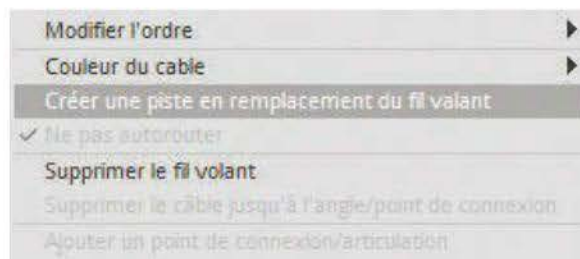 Modifier l'ordre
Couleur du cable
Créer une piste en remplacement du fil valant
Ne pas autorouter
Supprimer le fil volant
Supprimer le câble jusqu'à l'angle/point de connexion
Ajouter un point de connexion/articulation